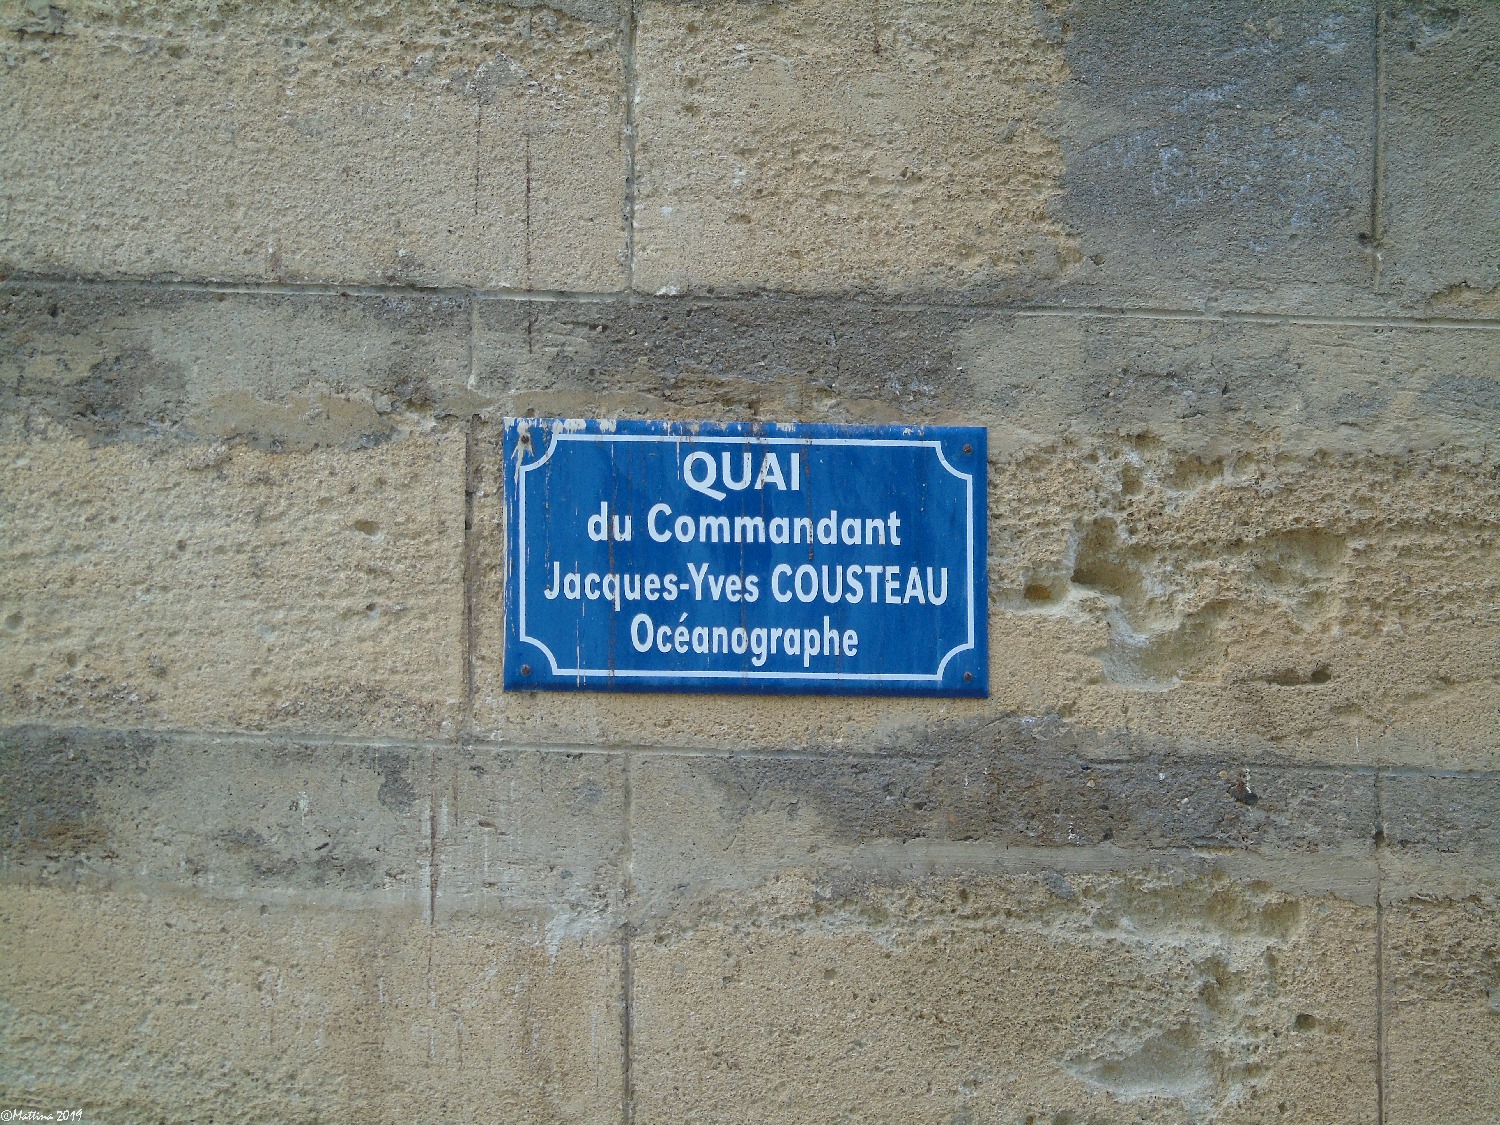 QUAI
du Commandant
Jacques-Yves COUSTEAU
Océanographe
©Mattina 2019